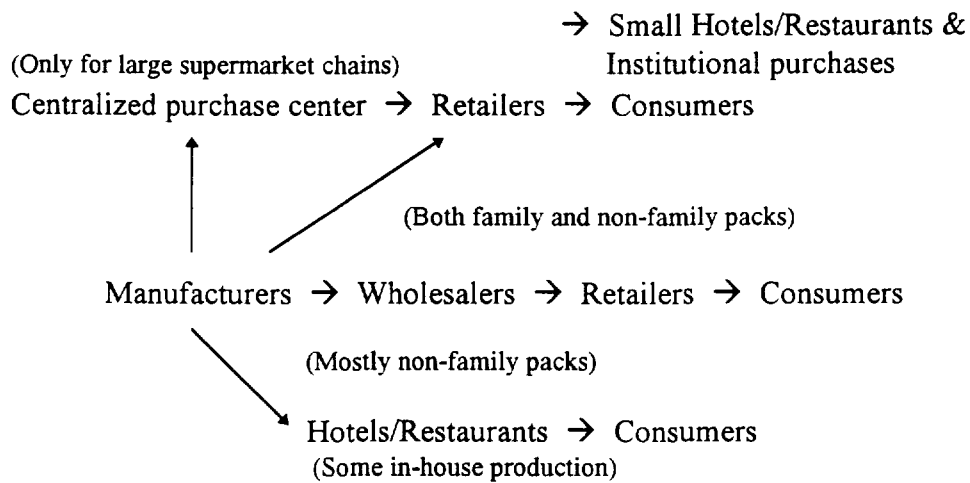 → Small Hotels/Restaurants &
(Only for large supermarket chains) Institutional purchases
Centralized purchase center → Retailers → Consumers
(Both family and non-family packs)
Manufacturers → Wholesalers → Retailers → Consumers
(Mostly non-family packs)
Hotels/Restaurants → Consumers
(Some in-house production)